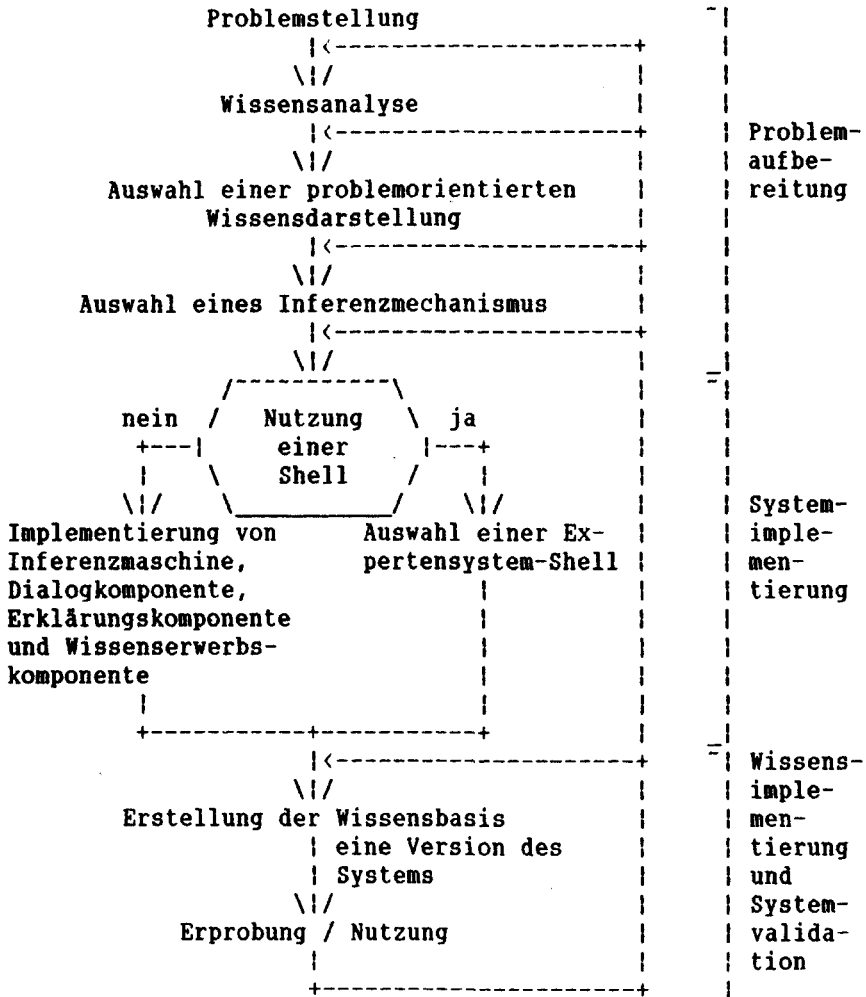 Problemstellung
Wissensanalyse
Auswahl einer problemorientierten
Wissensdarstellung
Auswahl eines Inferenzmechanismus
Problem-
aufbe-
reitung
nein
Nutzung
einer
Shell
ja
Implementierung von
Inferenzmaschine,
Dialogkomponente,
Erklärungskomponente
und Wissenserwerbs-
komponente
Auswahl einer Ex-
pertensystem-Shell
System-
imple-
men-
tierung
Erstellung der Wissensbasis
eine Version des
Systems
Erprobung / Nutzung
Wissens-
imple-
men-
tierung
und
System-
valida-
tion